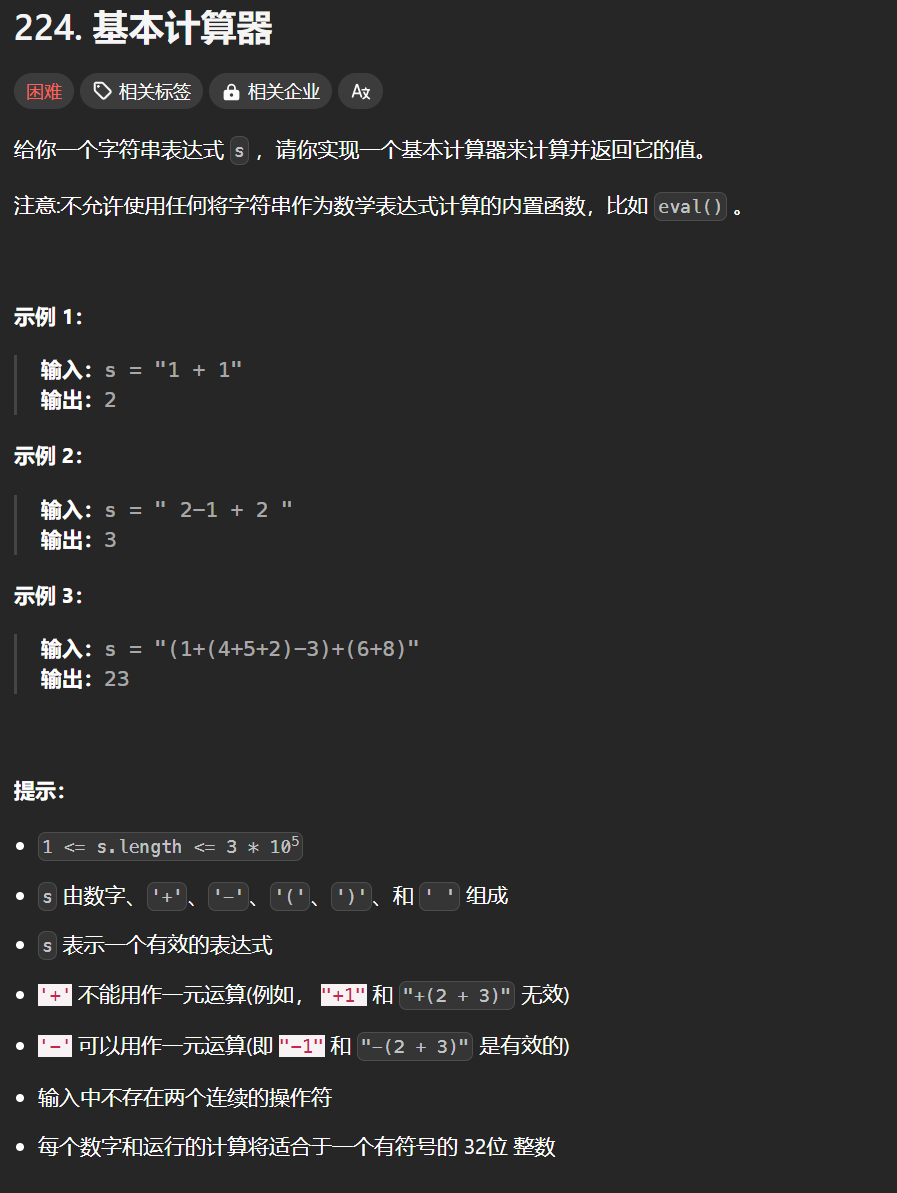 224. 基本计算器
困难 相关标签 相关企业 A文
给你一个字符串表达式 s ，请你实现一个基本计算器来计算并返回它的值。
注意:不允许使用任何将字符串作为数学表达式计算的内置函数，比如 eval() 。
示例 1：
输入：s = "1 + 1"
输出：2
示例 2：
输入：s = " 2-1 + 2 "
输出：3
示例 3：
输入：s = "(1+(4+5+2)-3)+(6+8)"
输出：23
提示：
1 <= s.length <= 3 * 10⁵
s 由数字、'+'、'-'、'('、')'、和 ' ' 组成
s 表示一个有效的表达式
'+' 不能用作一元运算(例如， "+1" 和 "+(2 + 3)" 无效)
'-' 可以用作一元运算(即 "-1" 和 "-(2 + 3)" 是有效的)
输入中不存在两个连续的操作符
每个数字和运行的计算将适合于一个有符号的 32位 整数